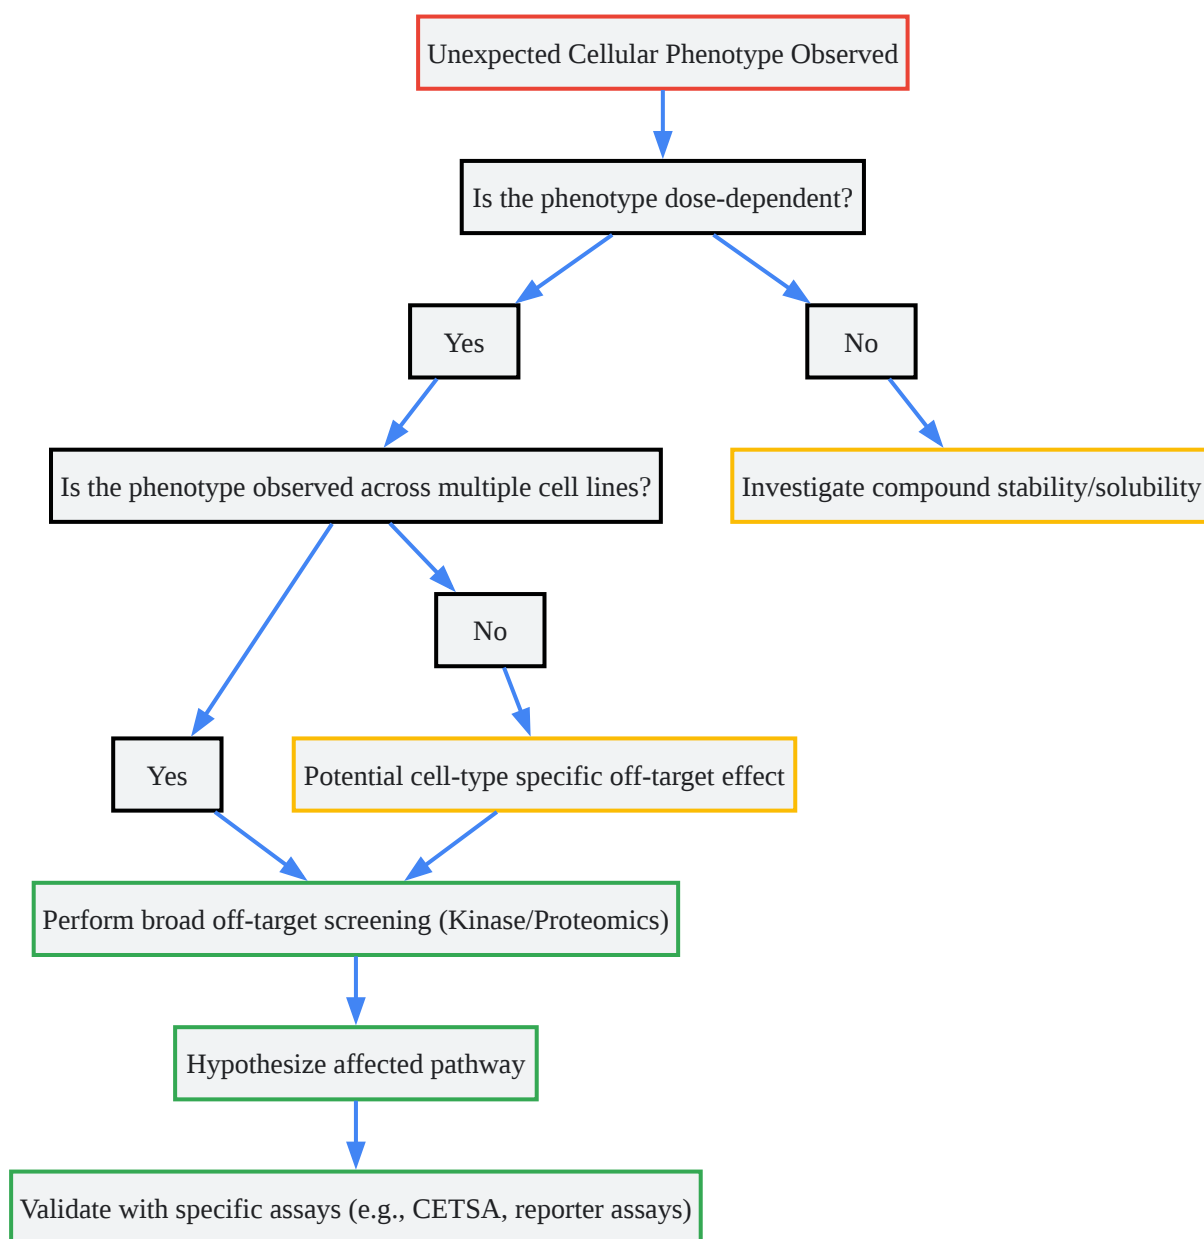 Unexpected Cellular Phenotype Observed
Is the phenotype dose-dependent?
Yes
No
Is the phenotype observed across multiple cell lines?
Investigate compound stability/solubility
No
Yes
Potential cell-type specific off-target effect
Perform broad off-target screening (Kinase/Proteomics)
Hypothesize affected pathway
Validate with specific assays (e.g., CETSA, reporter assays)